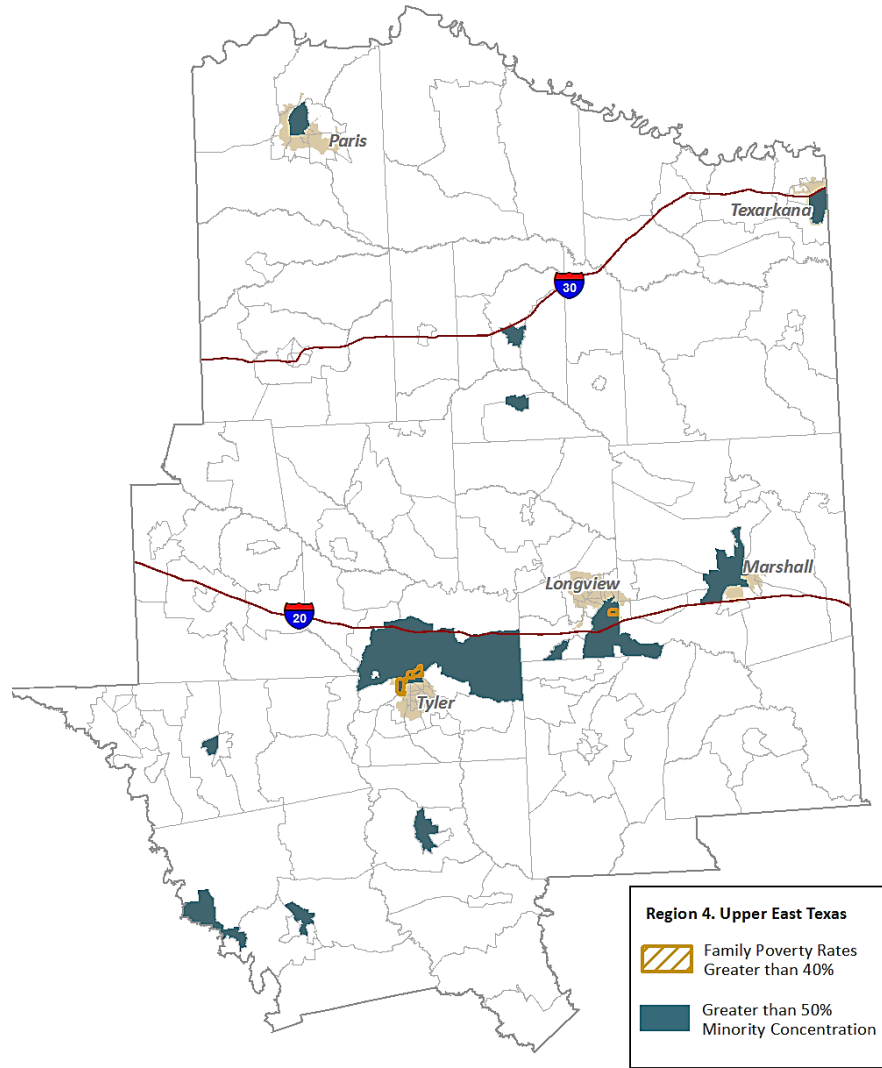 Paris
Texarkana
30
Longview
Marshall
20
Tyler
Region 4. Upper East Texas
Family Poverty Rates
Greater than 40%
Greater than 50%
Minority Concentration